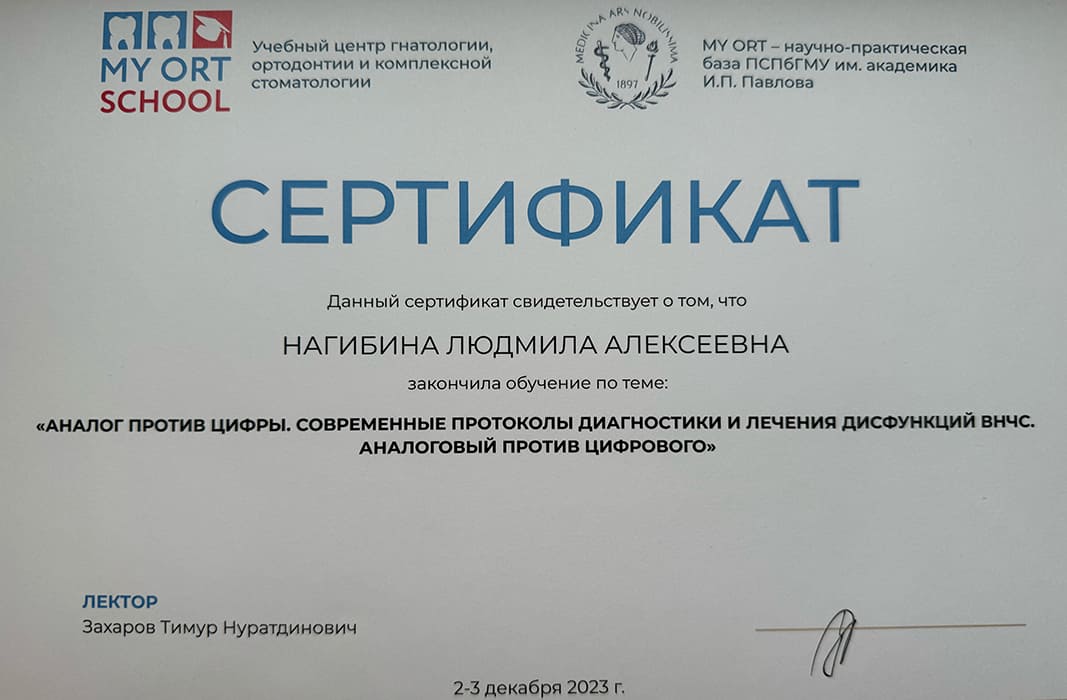 MY ORT
SCHOOL
Учебный центр гнатологии,
ортодонтии и комплексной
стоматологии
MEDICINA ARS NOBILISSIMA
1897
MY ORT – научно-практическая
база ПСПбГМУ им. академика
И.П. Павлова
СЕРТИФИКАТ
Данный сертификат свидетельствует о том, что
НАГИБИНА ЛЮДМИЛА АЛЕКСЕЕВНА
закончила обучение по теме:
«АНАЛОГ ПРОТИВ ЦИФРЫ. СОВРЕМЕННЫЕ ПРОТОКОЛЫ ДИАГНОСТИКИ И ЛЕЧЕНИЯ ДИСФУНКЦИЙ ВНЧС.
АНАЛОГОВЫЙ ПРОТИВ ЦИФРОВОГО»
ЛЕКТОР
Захаров Тимур Нуратдинович
2-3 декабря 2023 г.